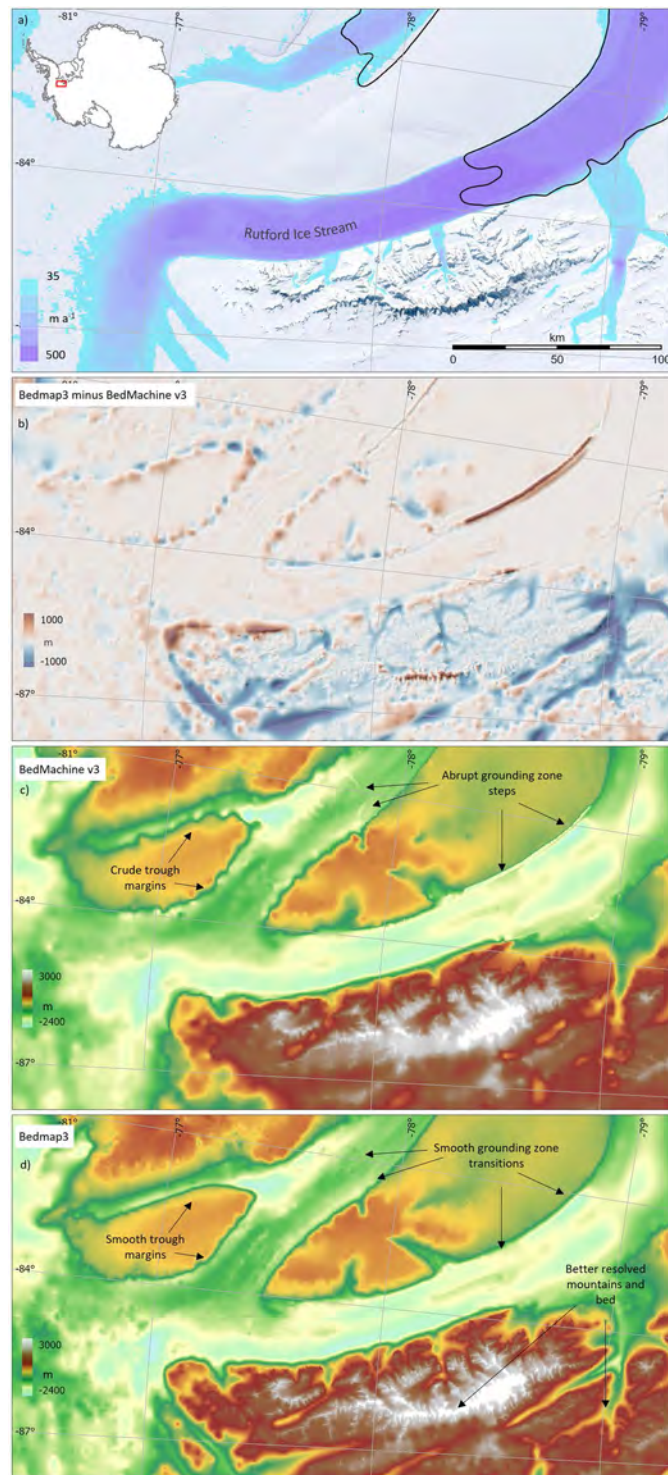 a)
-81°
-77°
-78°
-79°
-84°
Rutford Ice Stream
35
m a⁻¹
500
km
0
50
100
Bedmap3 minus BedMachine v3
b)
-78°
-79°
-77°
-84°
1000
m
-1000
-87°
BedMachine v3
c)
-81°
-77°
-78°
-79°
Abrupt grounding zone
steps
Crude trough
margins
-84°
3000
m
-2400
-87°
Bedmap3
d)
-81°
-77°
-78°
-79°
Smooth grounding zone
transitions
Smooth trough
margins
-84°
Better resolved
mountains and
bed
3000
m
-2400
-87°